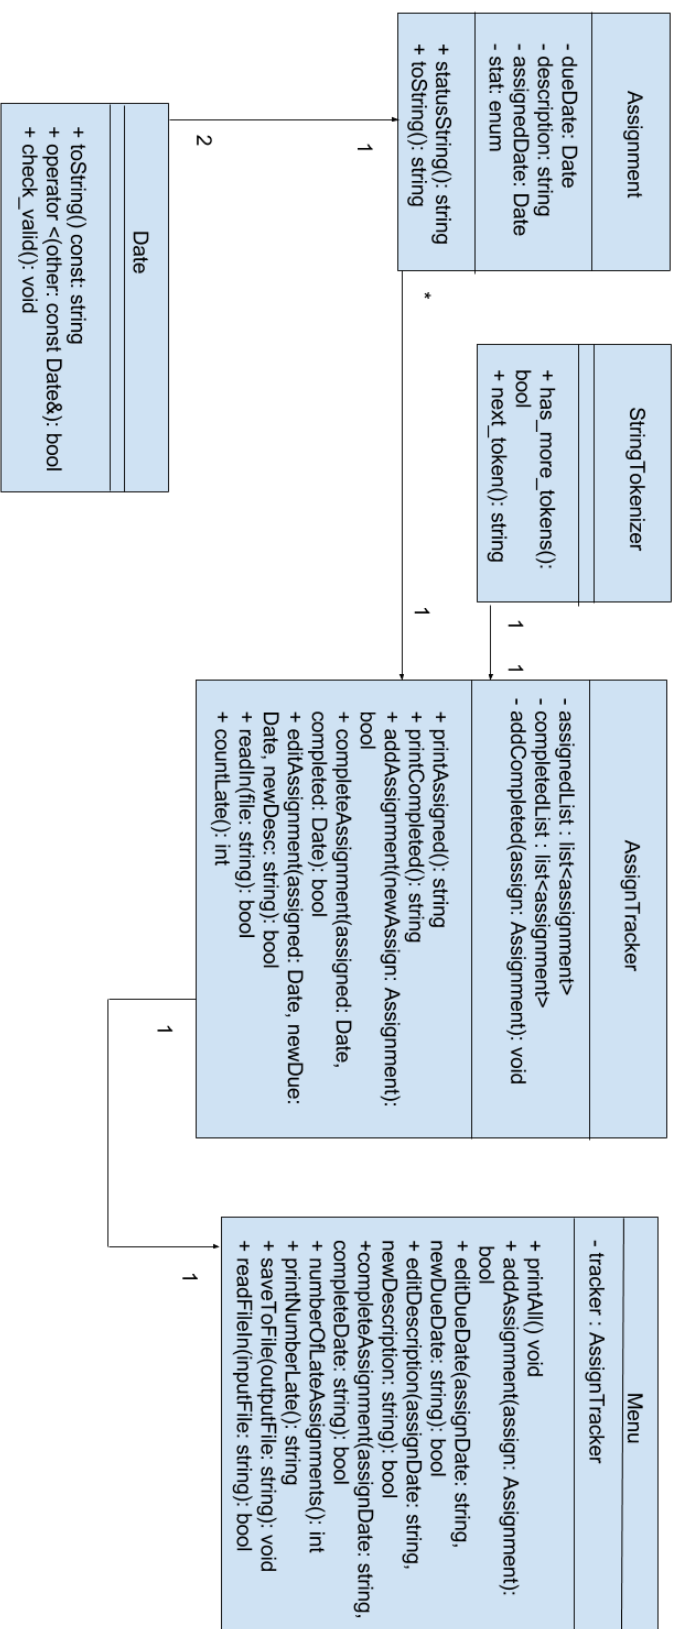 Assignment
- dueDate: Date
- description: string
- assignedDate: Date
- stat: enum
+ statusString(): string
+ toString(): string
1
2
Date
+ toString() const: string
+ operator <(other: const Date&): bool
+ check_valid(): void
*
1
StringTokenizer
+ has_more_tokens():
bool
+ next_token(): string
1
1
AssignTracker
- assignedList : list<assignment>
- completedList : list<assignment>
- addCompleted(assign: Assignment): void
+ printAssigned(): string
+ printCompleted(): string
+ addAssignment(newAssign: Assignment):
bool
+ completeAssignment(assigned: Date,
completed: Date): bool
+ editAssignment(assigned: Date, newDue:
Date, newDesc: string): bool
+ readIn(file: string): bool
+ countLate(): int
1
1
Menu
- tracker : AssignTracker
+ printAll() void
+ addAssignment(assign: Assignment):
bool
+ editDueDate(assignDate: string,
newDueDate: string): bool
+ editDescription(assignDate: string,
newDescription: string): bool
+completeAssignment(assignDate: string,
completeDate: string): bool
+ numberOfLateAssignments(): int
+ printNumberLate(): string
+ saveToFile(outputFile: string): void
+ readFileIn(inputFile: string): bool